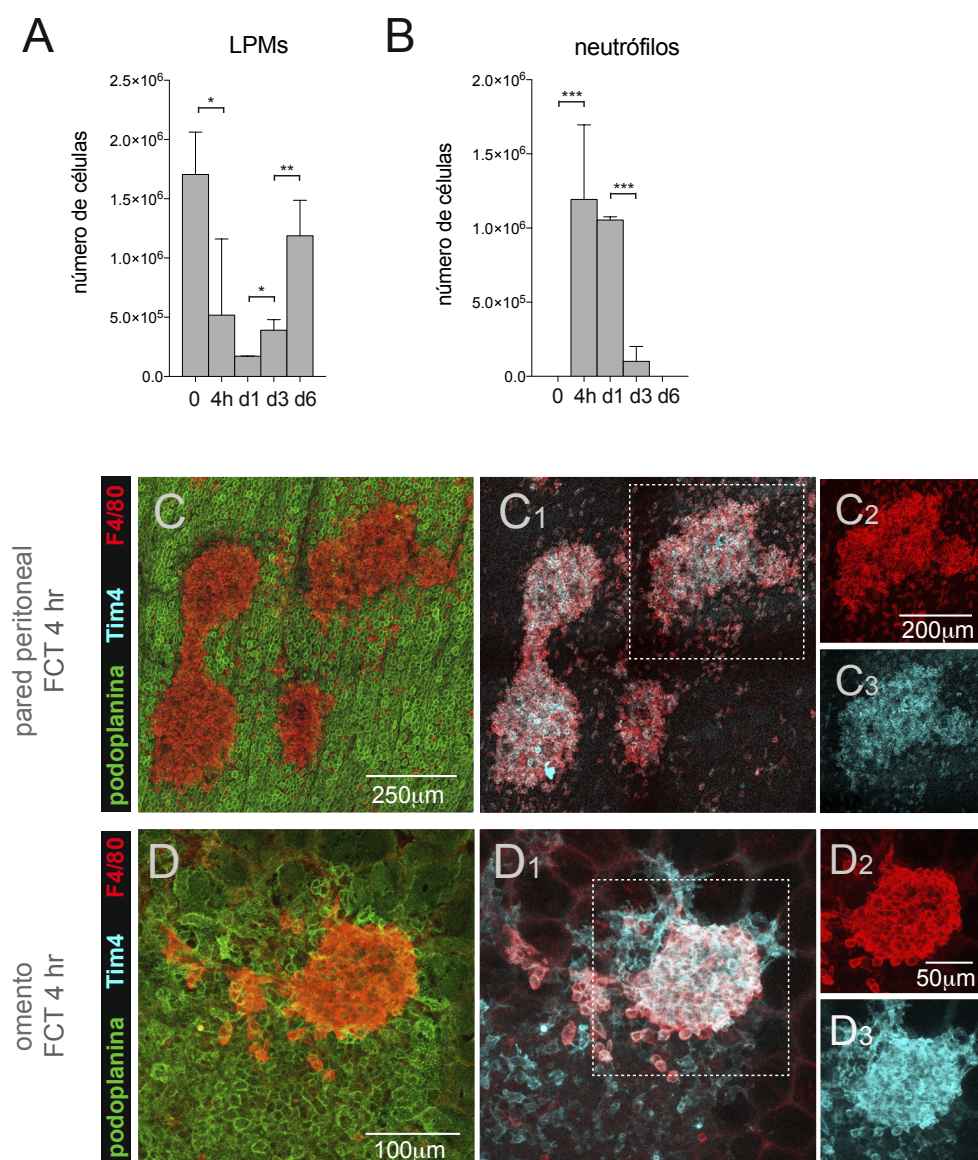 A
LPMs
número de células
2.5×10⁶
2.0×10⁶
1.5×10⁶
1.0×10⁶
5.0×10⁵
0.0
*
*
**
0 4h d1 d3 d6
B
neutrófilos
número de células
2.0×10⁶
1.5×10⁶
1.0×10⁶
5.0×10⁵
0.0
***
***
0 4h d1 d3 d6
pared peritoneal
FCT 4 hr
podoplanina Tim4 F4/80
C
250μm
C1
C2
200μm
C3
omento
FCT 4 hr
podoplanina Tim4 F4/80
D
100μm
D1
D2
50μm
D3